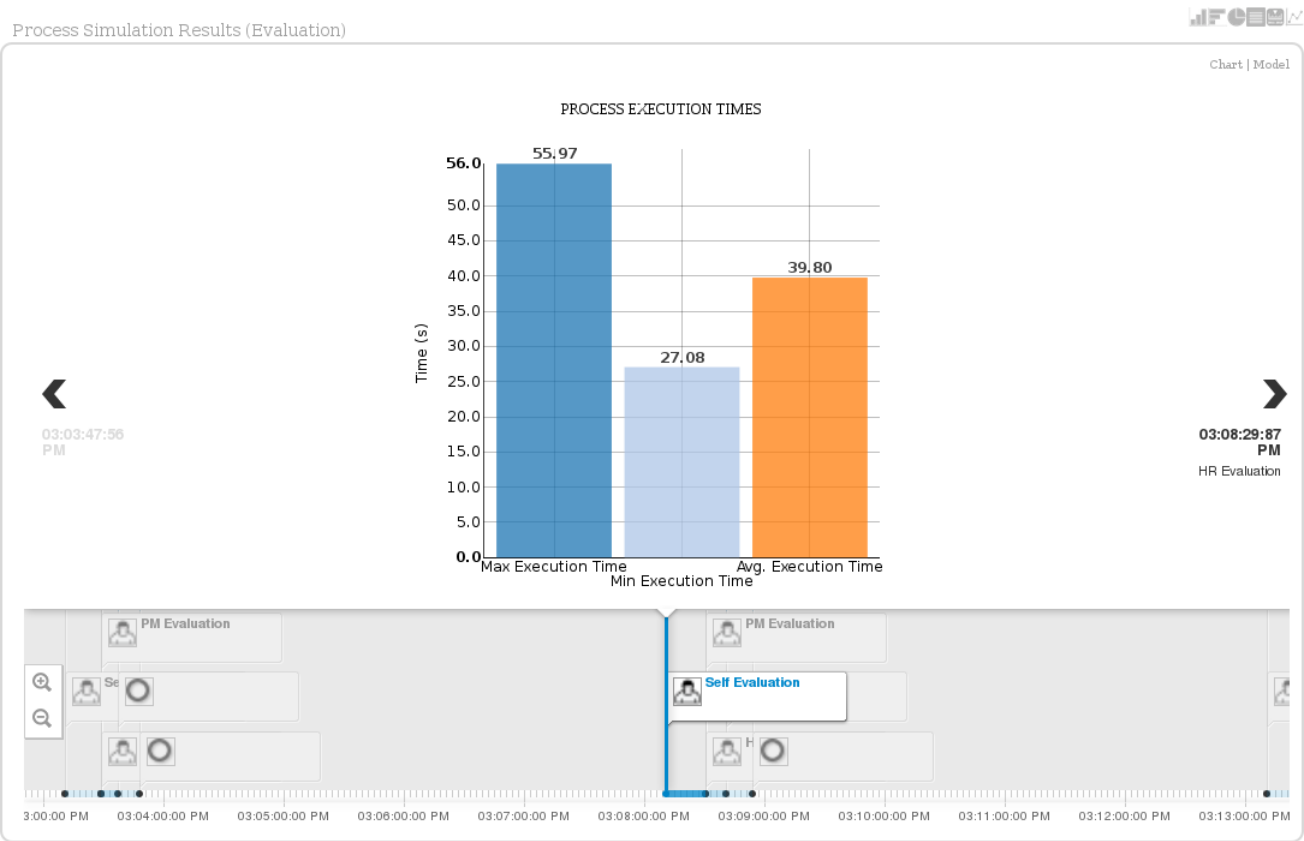 Process Simulation Results (Evaluation)
Chart | Model
PROCESS EXECUTION TIMES
55.97
56.0
50.0
45.0
39.80
40.0
35.0
30.0
27.08
25.0
20.0
15.0
10.0
5.0
0.0
Time (s)
Max Execution Time
Min Execution Time
Avg. Execution Time
03:03:47:56
PM
03:08:29:87
PM
HR Evaluation
PM Evaluation
PM Evaluation
Se
Self Evaluation
H
3:00:00 PM 03:04:00:00 PM 03:05:00:00 PM 03:06:00:00 PM 03:07:00:00 PM 03:08:00:00 PM 03:09:00:00 PM 03:10:00:00 PM 03:11:00:00 PM 03:12:00:00 PM 03:13:00:00 PM